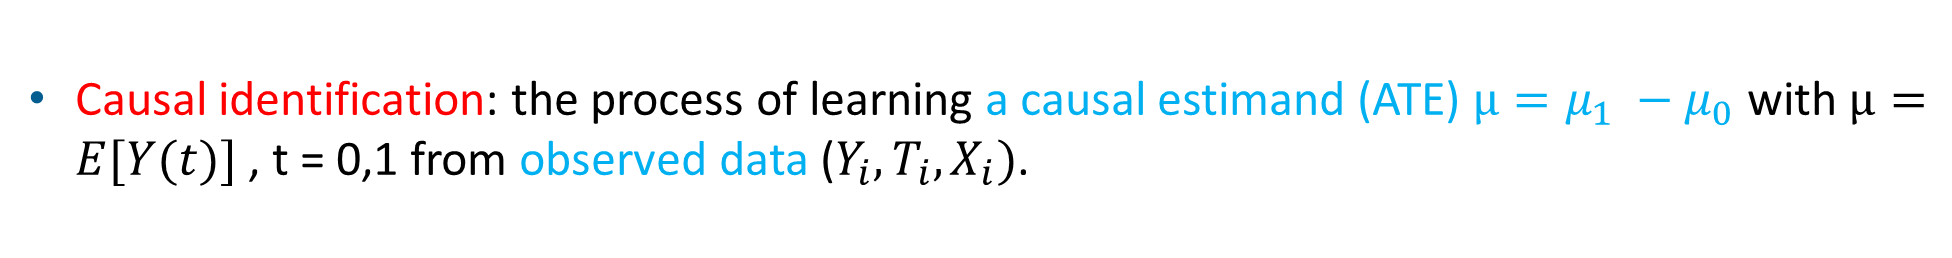 • Causal identification: the process of learning a causal estimand (ATE) μ = μ₁ − μ₀ with μ =
E[Y(t)] , t = 0,1 from observed data (Yᵢ, Tᵢ, Xᵢ).